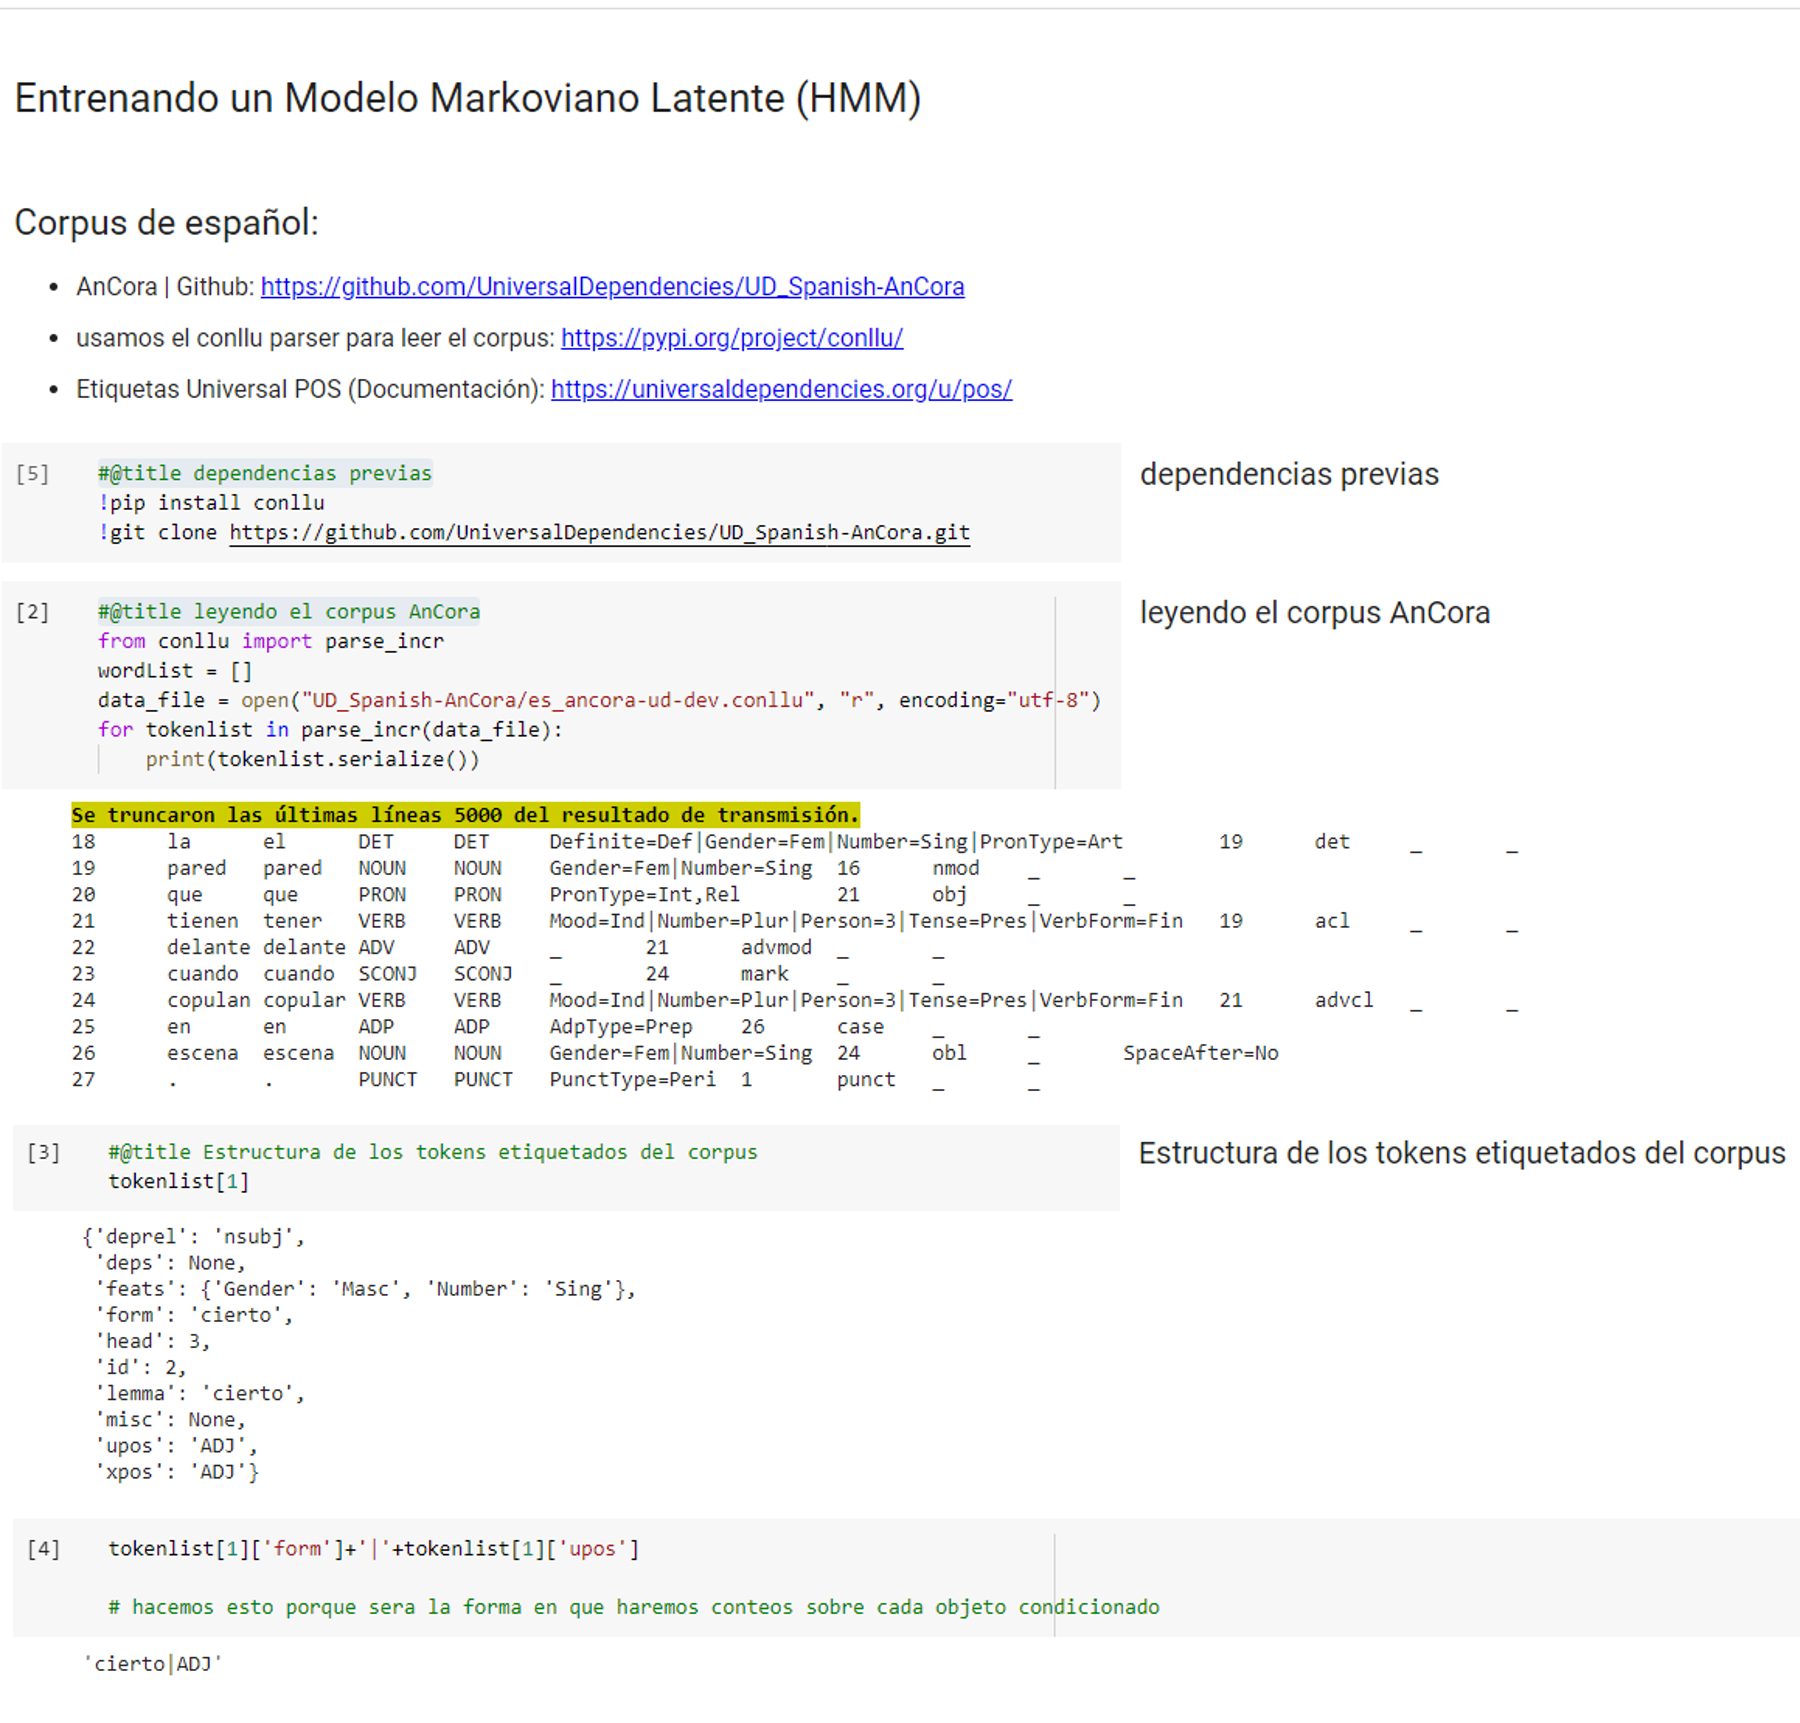 Entrenando un Modelo Markoviano Latente (HMM)
Corpus de español:
• AnCora | Github: https://github.com/UniversalDependencies/UD_Spanish-AnCora
• usamos el conllu parser para leer el corpus: https://pypi.org/project/conllu/
• Etiquetas Universal POS (Documentación): https://universaldependencies.org/u/pos/
[5] #@title dependencias previas
!pip install conllu
!git clone https://github.com/UniversalDependencies/UD_Spanish-AnCora.git
dependencias previas
[2] #@title leyendo el corpus AnCora
from conllu import parse_incr
wordList = []
data_file = open("UD_Spanish-AnCora/es_ancora-ud-dev.conllu", "r", encoding="utf-8")
for tokenlist in parse_incr(data_file):
    print(tokenlist.serialize())
leyendo el corpus AnCora
Se truncaron las últimas líneas 5000 del resultado de transmisión.
18 la el DET DET Definite=Def|Gender=Fem|Number=Sing|PronType=Art 19 det _ _
19 pared pared NOUN NOUN Gender=Fem|Number=Sing 16 nmod _ _
20 que que PRON PRON PronType=Int,Rel 21 obj _ _
21 tienen tener VERB VERB Mood=Ind|Number=Plur|Person=3|Tense=Pres|VerbForm=Fin 19 acl _ _
22 delante delante ADV ADV _ 21 advmod _ _
23 cuando cuando SCONJ SCONJ _ 24 mark _ _
24 copulan copular VERB VERB Mood=Ind|Number=Plur|Person=3|Tense=Pres|VerbForm=Fin 21 advcl _ _
25 en en ADP ADP AdpType=Prep 26 case _ _
26 escena escena NOUN NOUN Gender=Fem|Number=Sing 24 obl _ SpaceAfter=No
27 . . PUNCT PUNCT PunctType=Peri 1 punct _ _
[3] #@title Estructura de los tokens etiquetados del corpus
tokenlist[1]
Estructura de los tokens etiquetados del corpus
{'deprel': 'nsubj',
 'deps': None,
 'feats': {'Gender': 'Masc', 'Number': 'Sing'},
 'form': 'cierto',
 'head': 3,
 'id': 2,
 'lemma': 'cierto',
 'misc': None,
 'upos': 'ADJ',
 'xpos': 'ADJ'}
[4] tokenlist[1]['form']+'|'+tokenlist[1]['upos']
# hacemos esto porque sera la forma en que haremos conteos sobre cada objeto condicionado
'cierto|ADJ'